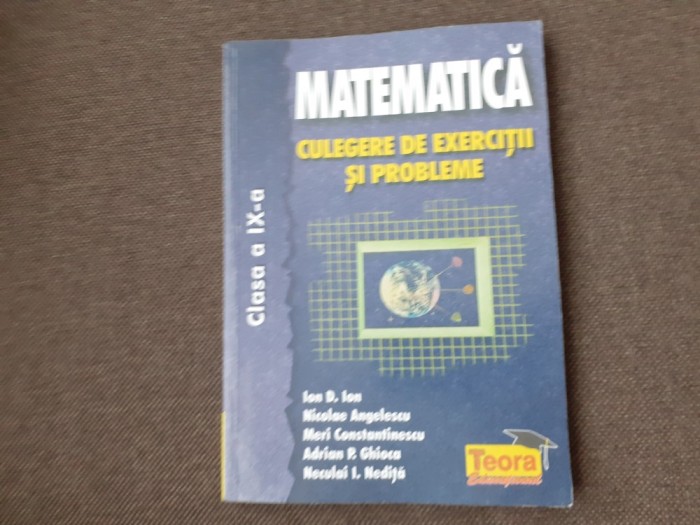 MATEMATICĂ
CULEGERE DE EXERCIȚII
ȘI PROBLEME
Clasa a IX-a
Ion D. Ion
Nicolae Angelescu
Meri Constantinescu
Adrian P. Ghioca
Neculai I. Nediță
Teora